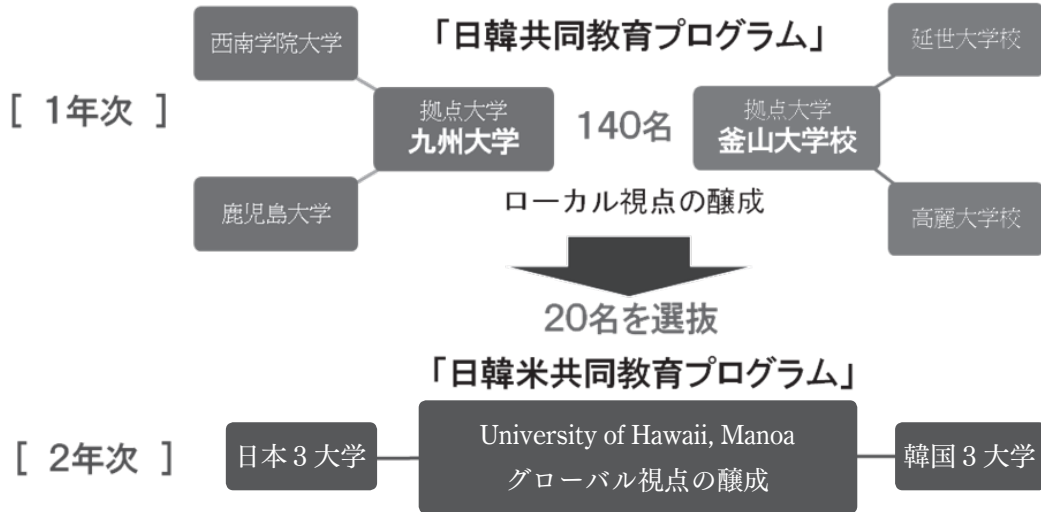 西南学院大学
「日韓共同教育プログラム」
延世大学校
[ 1年次 ]
拠点大学
九州大学
140名
拠点大学
釜山大学校
鹿児島大学
ローカル視点の醸成
高麗大学校
20名を選抜
「日韓米共同教育プログラム」
[ 2年次 ]
日本3大学
University of Hawaii, Manoa
グローバル視点の醸成
韓国3大学